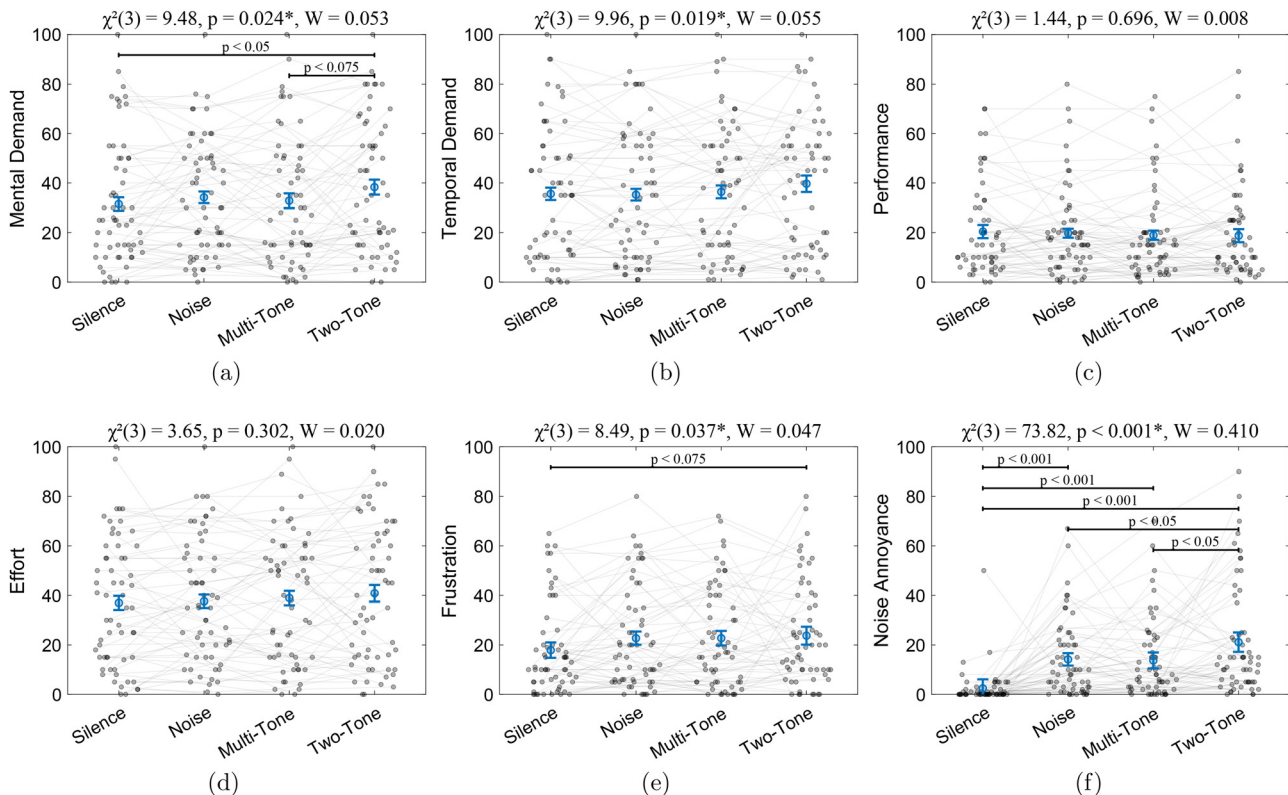 χ²(3) = 9.48, p = 0.024*, W = 0.053
100
80
60
40
20
0
Mental Demand
p < 0.05
p < 0.075
Silence
Noise
Multi-Tone
Two-Tone
(a)
χ²(3) = 9.96, p = 0.019*, W = 0.055
100
80
60
40
20
0
Temporal Demand
Silence
Noise
Multi-Tone
Two-Tone
(b)
χ²(3) = 1.44, p = 0.696, W = 0.008
100
80
60
40
20
0
Performance
Silence
Noise
Multi-Tone
Two-Tone
(c)
χ²(3) = 3.65, p = 0.302, W = 0.020
100
80
60
40
20
0
Effort
Silence
Noise
Multi-Tone
Two-Tone
(d)
χ²(3) = 8.49, p = 0.037*, W = 0.047
100
80
60
40
20
0
Frustration
p < 0.075
Silence
Noise
Multi-Tone
Two-Tone
(e)
χ²(3) = 73.82, p < 0.001*, W = 0.410
100
80
60
40
20
0
Noise Annoyance
p < 0.001
p < 0.001
p < 0.001
p < 0.05
p < 0.05
Silence
Noise
Multi-Tone
Two-Tone
(f)